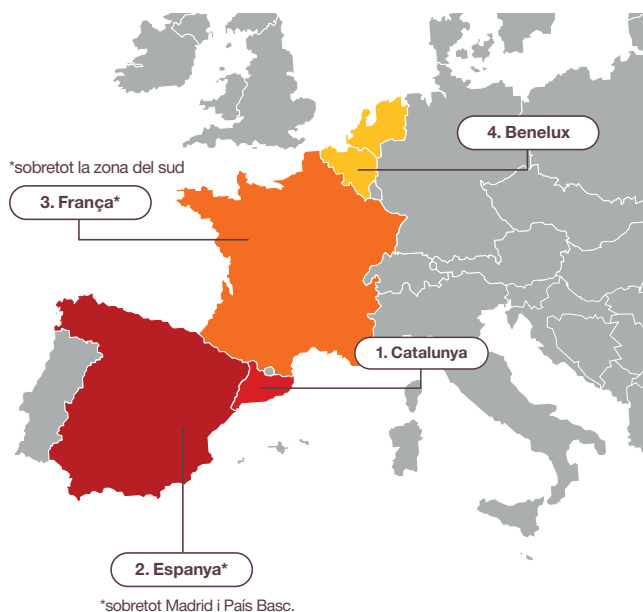 4. Benelux
*sobretot la zona del sud
3. França*
1. Catalunya
2. Espanya*
*sobretot Madrid i País Basc.